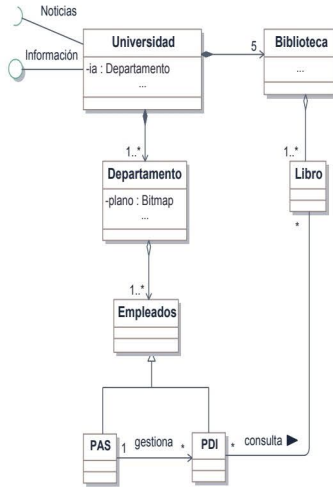 Noticias
Información
Universidad
-ia : Departamento
...
5
Biblioteca
...
1..*
1..*
Departamento
-plano : Bitmap
...
Libro
*
1..*
Empleados
PAS
1
gestiona
*
PDI
*
consulta ▶